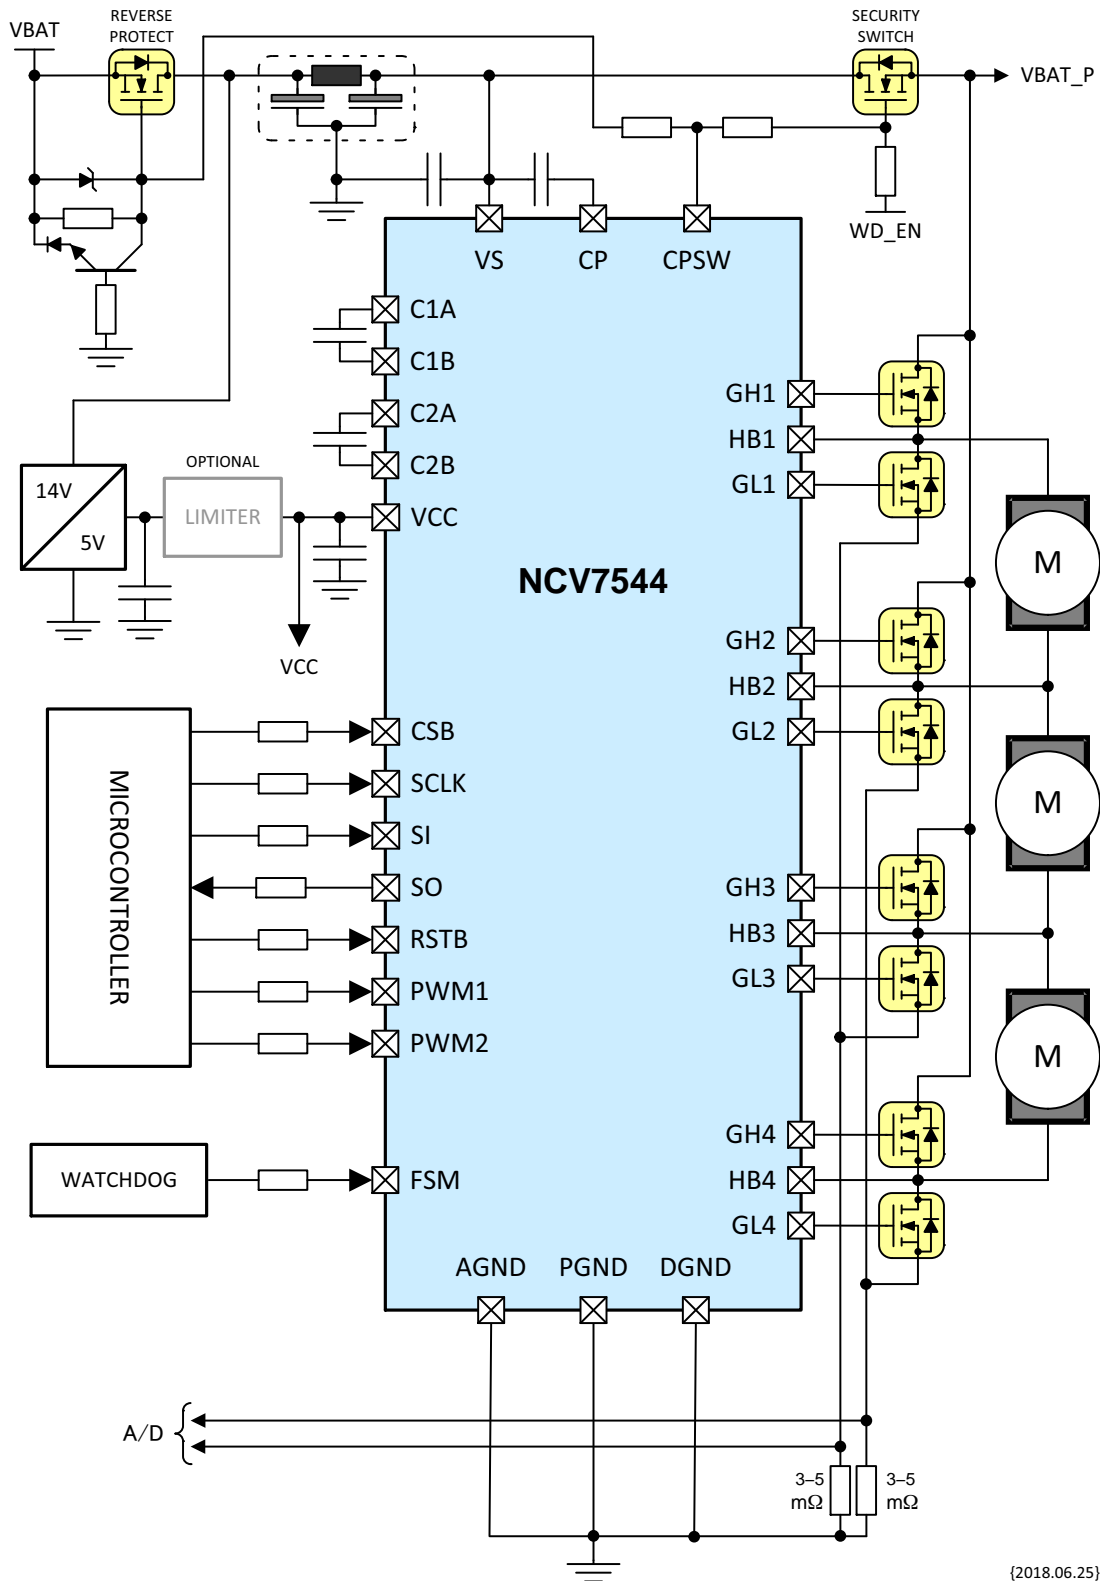 REVERSE
PROTECT
SECURITY
SWITCH
VBAT
VBAT_P
WD_EN
VS
CP
CPSW
C1A
C1B
C2A
C2B
VCC
GH1
HB1
GL1
OPTIONAL
LIMITER
14V
5V
VCC
NCV7544
M
GH2
HB2
GL2
MICROCONTROLLER
CSB
SCLK
SI
SO
RSTB
PWM1
PWM2
M
GH3
HB3
GL3
M
GH4
HB4
GL4
WATCHDOG
FSM
AGND
PGND
DGND
A/D
3–5
mΩ
3–5
mΩ
{2018.06.25}